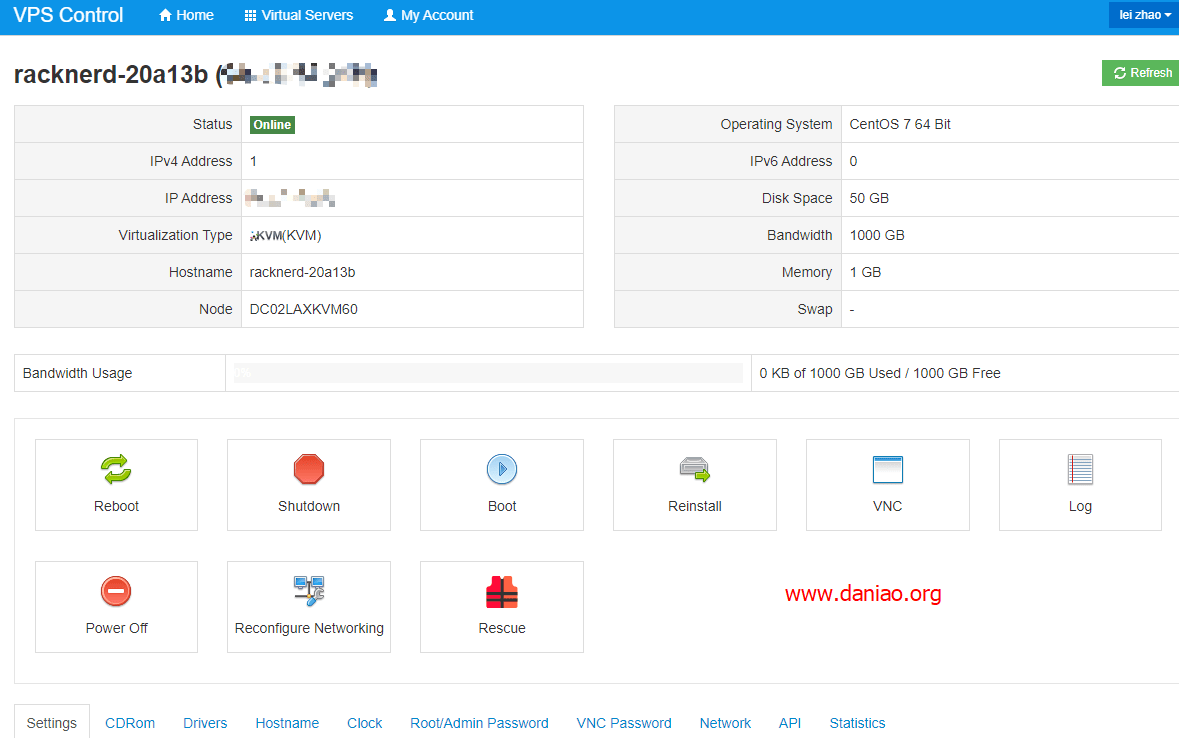 VPS Control Home Virtual Servers My Account lei zhao
racknerd-20a13b (
Refresh
Status Online Operating System CentOS 7 64 Bit
IPv4 Address 1 IPv6 Address 0
IP Address Disk Space 50 GB
Virtualization Type KVM(KVM) Bandwidth 1000 GB
Hostname racknerd-20a13b Memory 1 GB
Node DC02LAXKVM60 Swap -
Bandwidth Usage 0% 0 KB of 1000 GB Used / 1000 GB Free
Reboot Shutdown Boot Reinstall VNC Log
www.daniao.org
Power Off Reconfigure Networking Rescue
Settings CDRom Drivers Hostname Clock Root/Admin Password VNC Password Network API Statistics